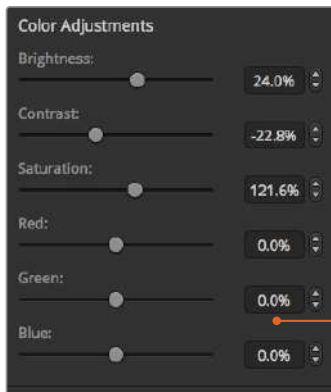 Color Adjustments
Brightness:
24.0%
Contrast:
-22.8%
Saturation:
121.6%
Red:
0.0%
Green:
0.0%
Blue:
0.0%